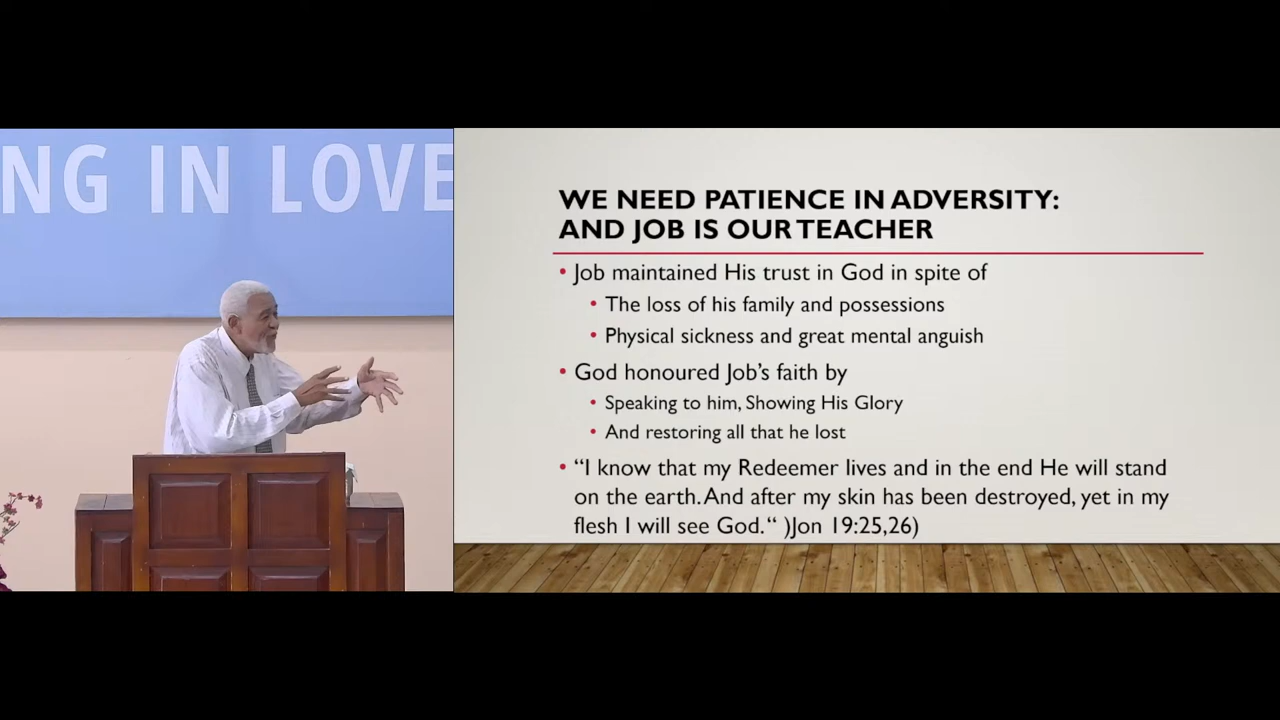 NG IN LOVE
WE NEED PATIENCE IN ADVERSITY:
AND JOB IS OUR TEACHER
• Job maintained His trust in God in spite of
• The loss of his family and possessions
• Physical sickness and great mental anguish
• God honoured Job's faith by
• Speaking to him, Showing His Glory
• And restoring all that he lost
• “I know that my Redeemer lives and in the end He will stand
on the earth. And after my skin has been destroyed, yet in my
flesh I will see God.“ )Jon 19:25,26)